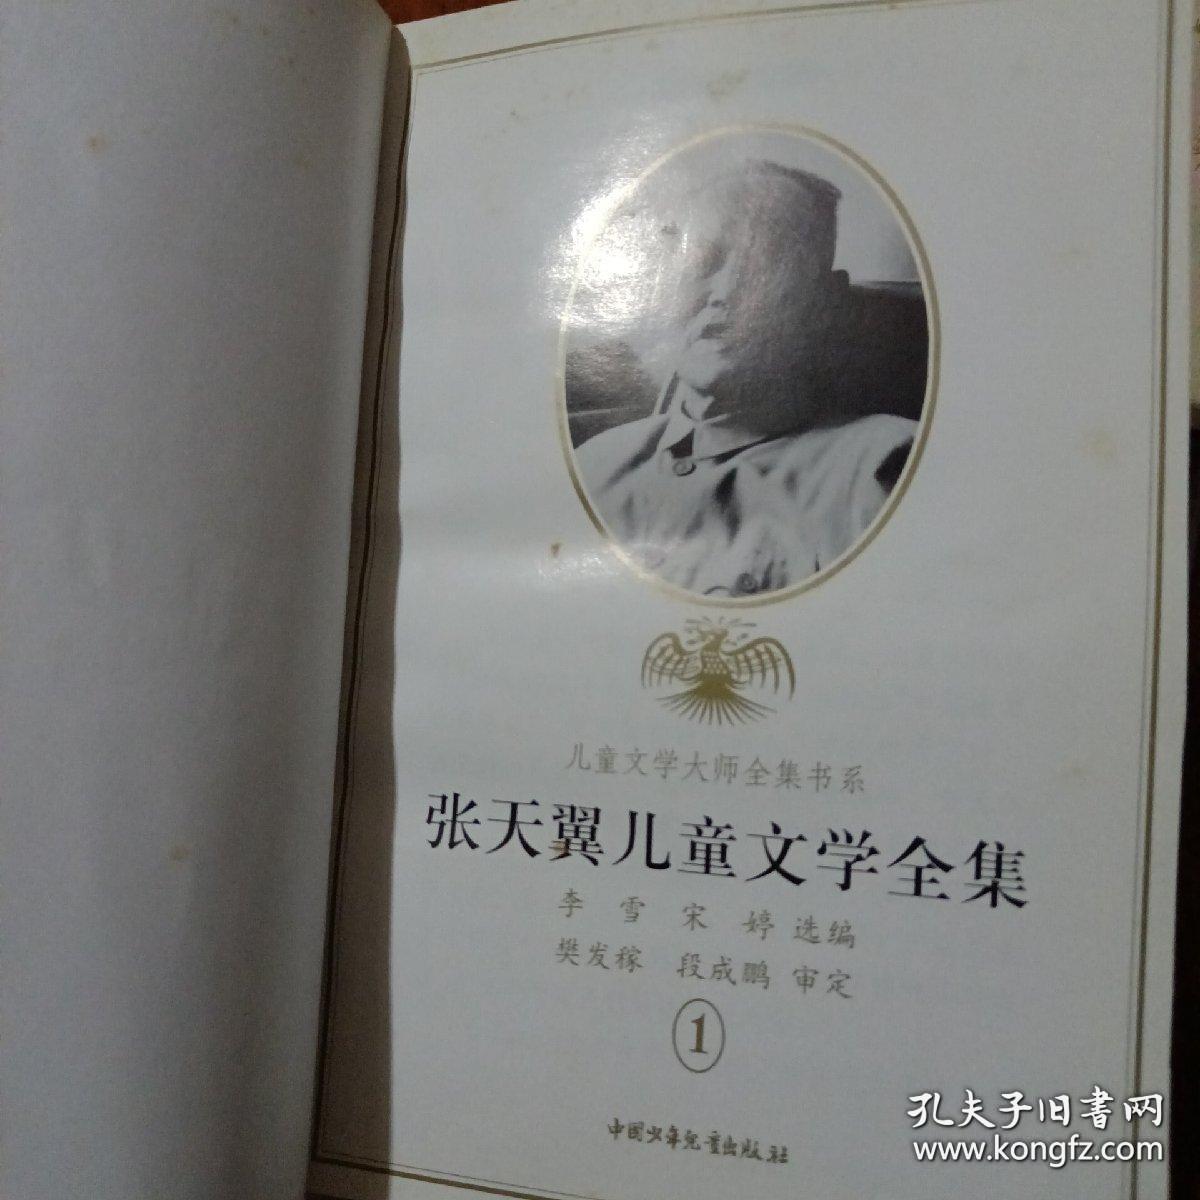 儿童文学大师全集书系
张天翼儿童文学全集
李 雪 宋 婷 选编
樊发稼 段成鹏 审定
1
中国少年儿童出版社
孔夫子旧书网
www.kongfz.com